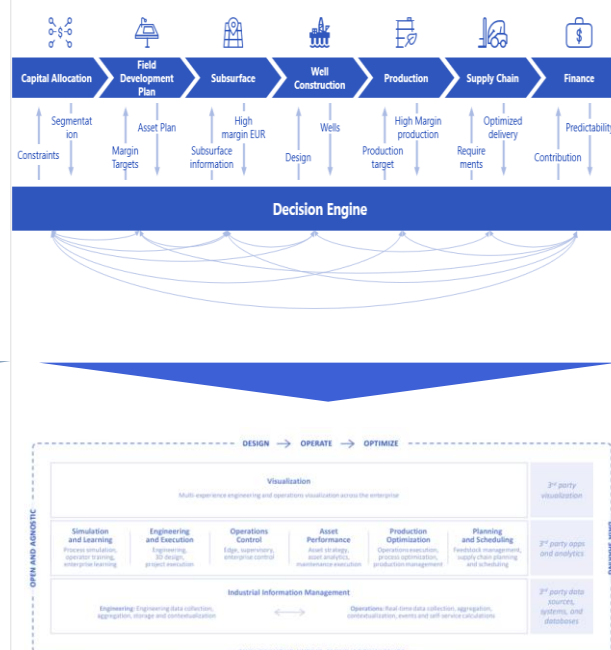 Capital Allocation
Field
Development
Plan
Subsurface
Well
Construction
Production
Supply Chain
Finance
Constraints
Segmentat
ion
Margin
Targets
Asset Plan
Subsurface
information
High
margin EUR
Design
Wells
Production
target
High Margin
production
Require
ments
Optimized
delivery
Contribution
Predictability
Decision Engine
DESIGN → OPERATE → OPTIMIZE
OPEN AND AGNOSTIC
Visualization
Multi-experience engineering and operations visualization across the enterprise
3rd party
visualization
Simulation
and Learning
Process simulation,
operator training,
enterprise learning
Engineering
and Execution
Engineering,
3D design,
project execution
Operations
Control
Edge, supervisory,
enterprise control
Asset
Performance
Asset strategy,
asset analytics,
maintenance execution
Production
Optimization
Operations execution,
process optimization,
production management
Planning
and Scheduling
Feedstock management,
supply chain planning
and scheduling
3rd party apps
and analytics
Industrial Information Management
Engineering: Engineering data collection,
aggregation, storage and contextualization
Operations: Real-time data collection, aggregation,
contextualization, events and self-service calculations
3rd party data
sources,
systems, and
databases